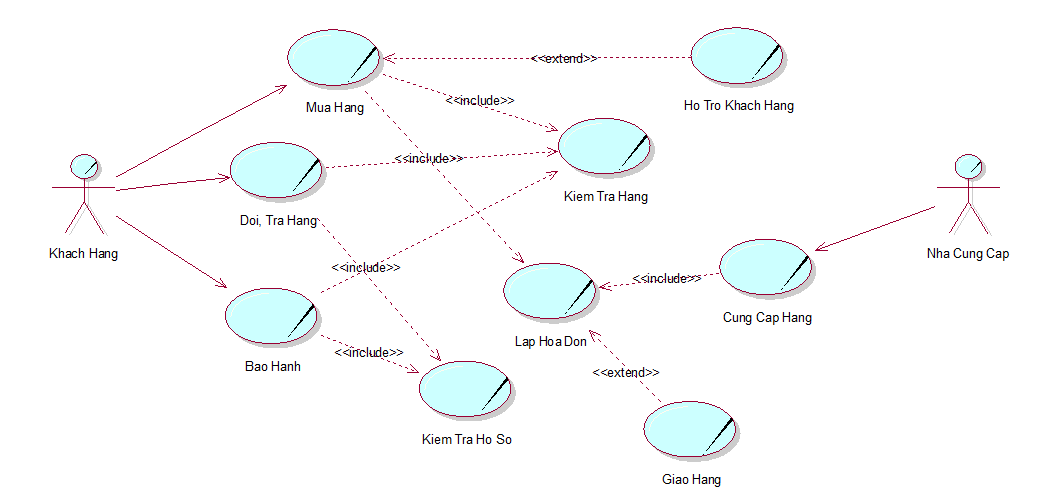 <<extend>>
<<include>>
Mua Hang
Ho Tro Khach Hang
<<include>>
Kiem Tra Hang
Doi, Tra Hang
Khach Hang
Nha Cung Cap
<<include>>
<<include>>
Cung Cap Hang
Lap Hoa Don
<<include>>
Bao Hanh
<<extend>>
Kiem Tra Ho So
Giao Hang